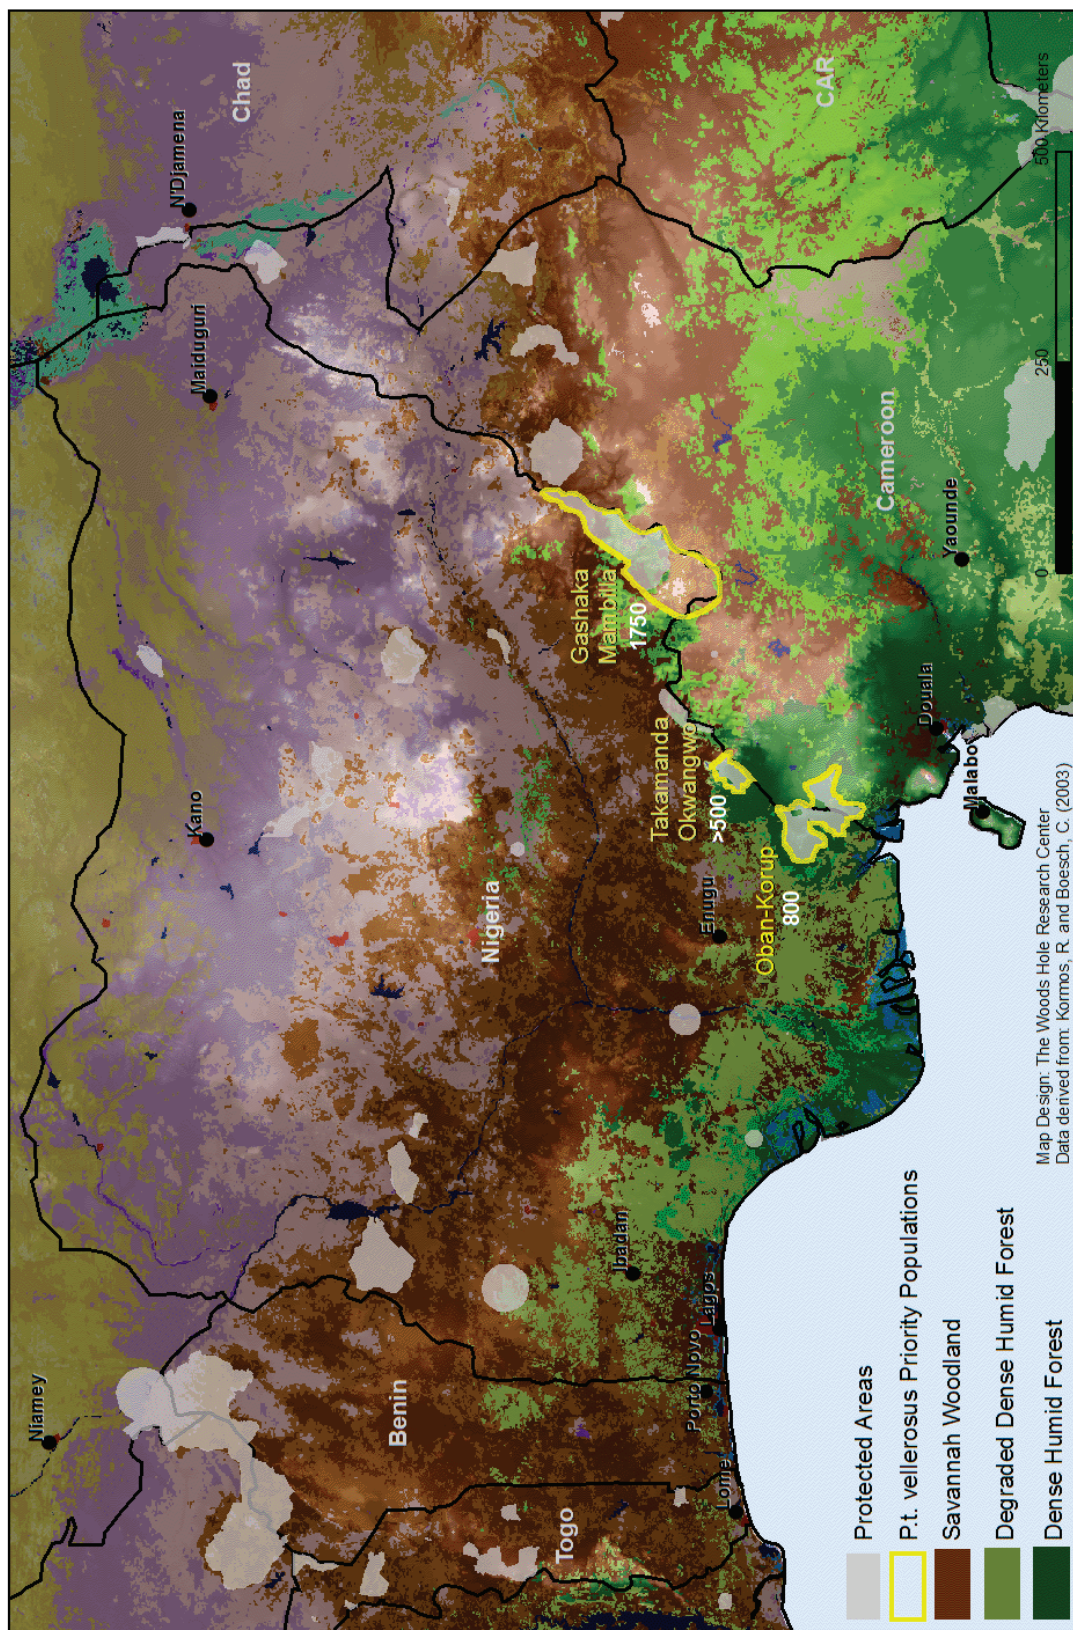 Niamey
N'Djamena
Chad
Maiduguri
Kano
Benin
Nigeria
Togo
Gashaka
Mambilla
1750
Ibadan
Takamanda
Okwangwo
>500
Enugu
CAR
Porto Novo
Lagos
Lome
Oban-Korup
800
Cameroon
Yaounde
Douala
Malabo
Protected Areas
P.t. vellerosus Priority Populations
Savannah Woodland
Degraded Dense Humid Forest
Dense Humid Forest
0 250 500 Kilometers
Map Design: The Woods Hole Research Center
Data derived from: Kormos, R. and Boesch, C. (2003)